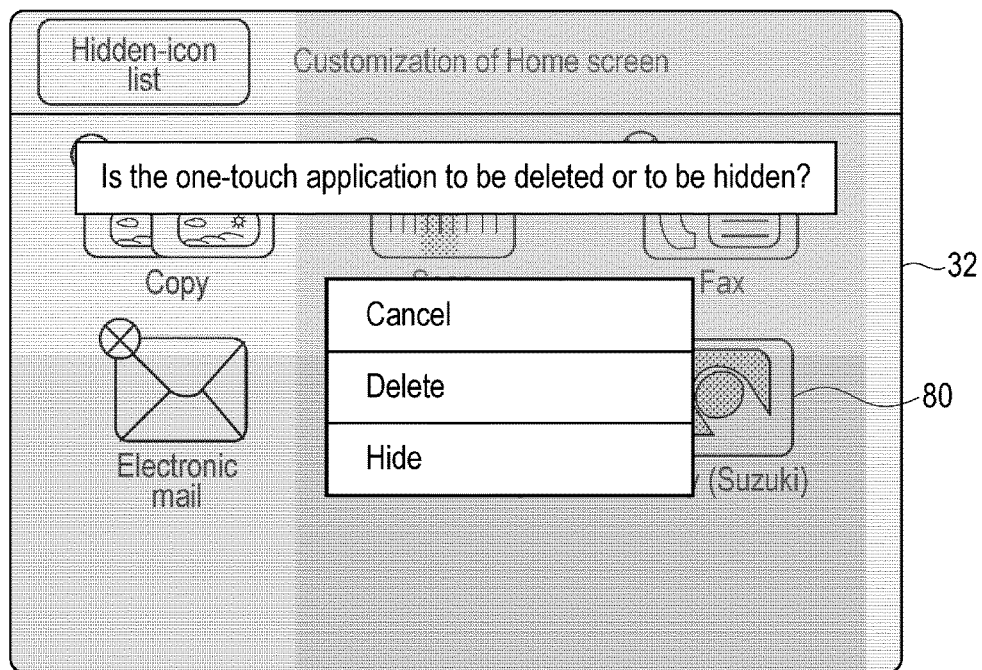 Hidden-icon
list
Customization of Home screen
Is the one-touch application to be deleted or to be hidden?
Copy
Fax
32
Cancel
Delete
Hide
80
Electronic
mail
(Suzuki)